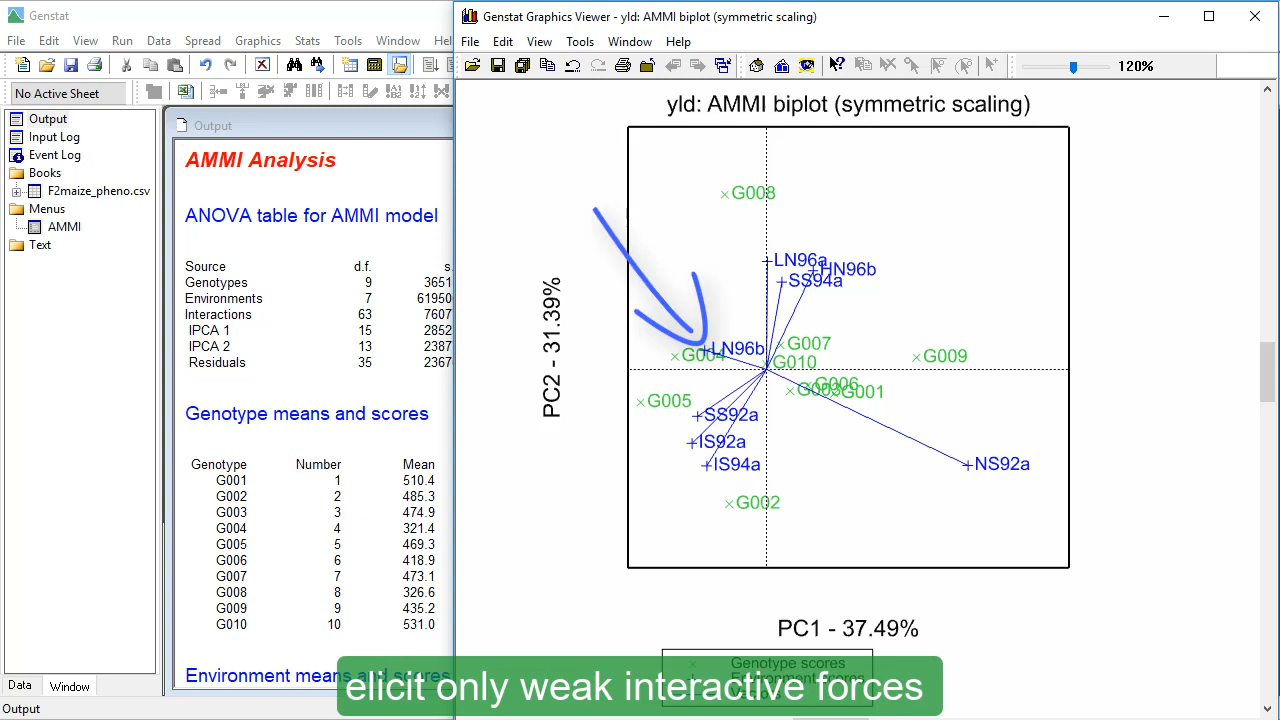 Genstat
File Edit View Run Data Spread Graphics Stats Tools Window Hel
No Active Sheet
Output
Input Log
Event Log
Books
F2maize_pheno.csv
Menus
AMMI
Text
Data Window
Output
Output
AMMI Analysis
ANOVA table for AMMI model
Source d.f. s.
Genotypes 9 3651
Environments 7 61950
Interactions 63 7607
IPCA 1 15 2852
IPCA 2 13 2387
Residuals 35 2367
Genotype means and scores
Genotype Number Mean
G001 1 510.4
G002 2 485.3
G003 3 474.9
G004 4 321.4
G005 5 469.3
G006 6 418.9
G007 7 473.1
G008 8 326.6
G009 9 435.2
G010 10 531.0
Environment means and scores
Genstat Graphics Viewer - yld: AMMI biplot (symmetric scaling)
File Edit View Tools Window Help
120%
yld: AMMI biplot (symmetric scaling)
G008
LN96a
HN96b
SS94a
LN96b
G007
G004
G010
G009
G006
G003
G001
G005
SS92a
IS92a
IS94a
NS92a
G002
PC2 - 31.39%
PC1 - 37.49%
Genotype scores
Environment scores
Vectors
elicit only weak interactive forces